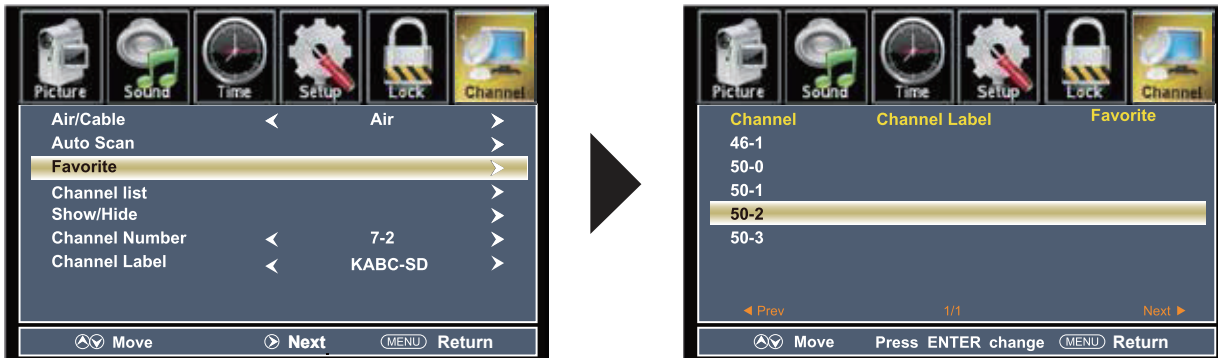 Picture Sound Time Setup Lock Channel
Air/Cable Air
Auto Scan
Favorite
Channel list
Show/Hide
Channel Number 7-2
Channel Label KABC-SD
Move Next MENU Return
Picture Sound Time Setup Lock Channel
Channel Channel Label Favorite
46-1
50-0
50-1
50-2
50-3
Prev 1/1 Next
Move Press ENTER change MENU Return